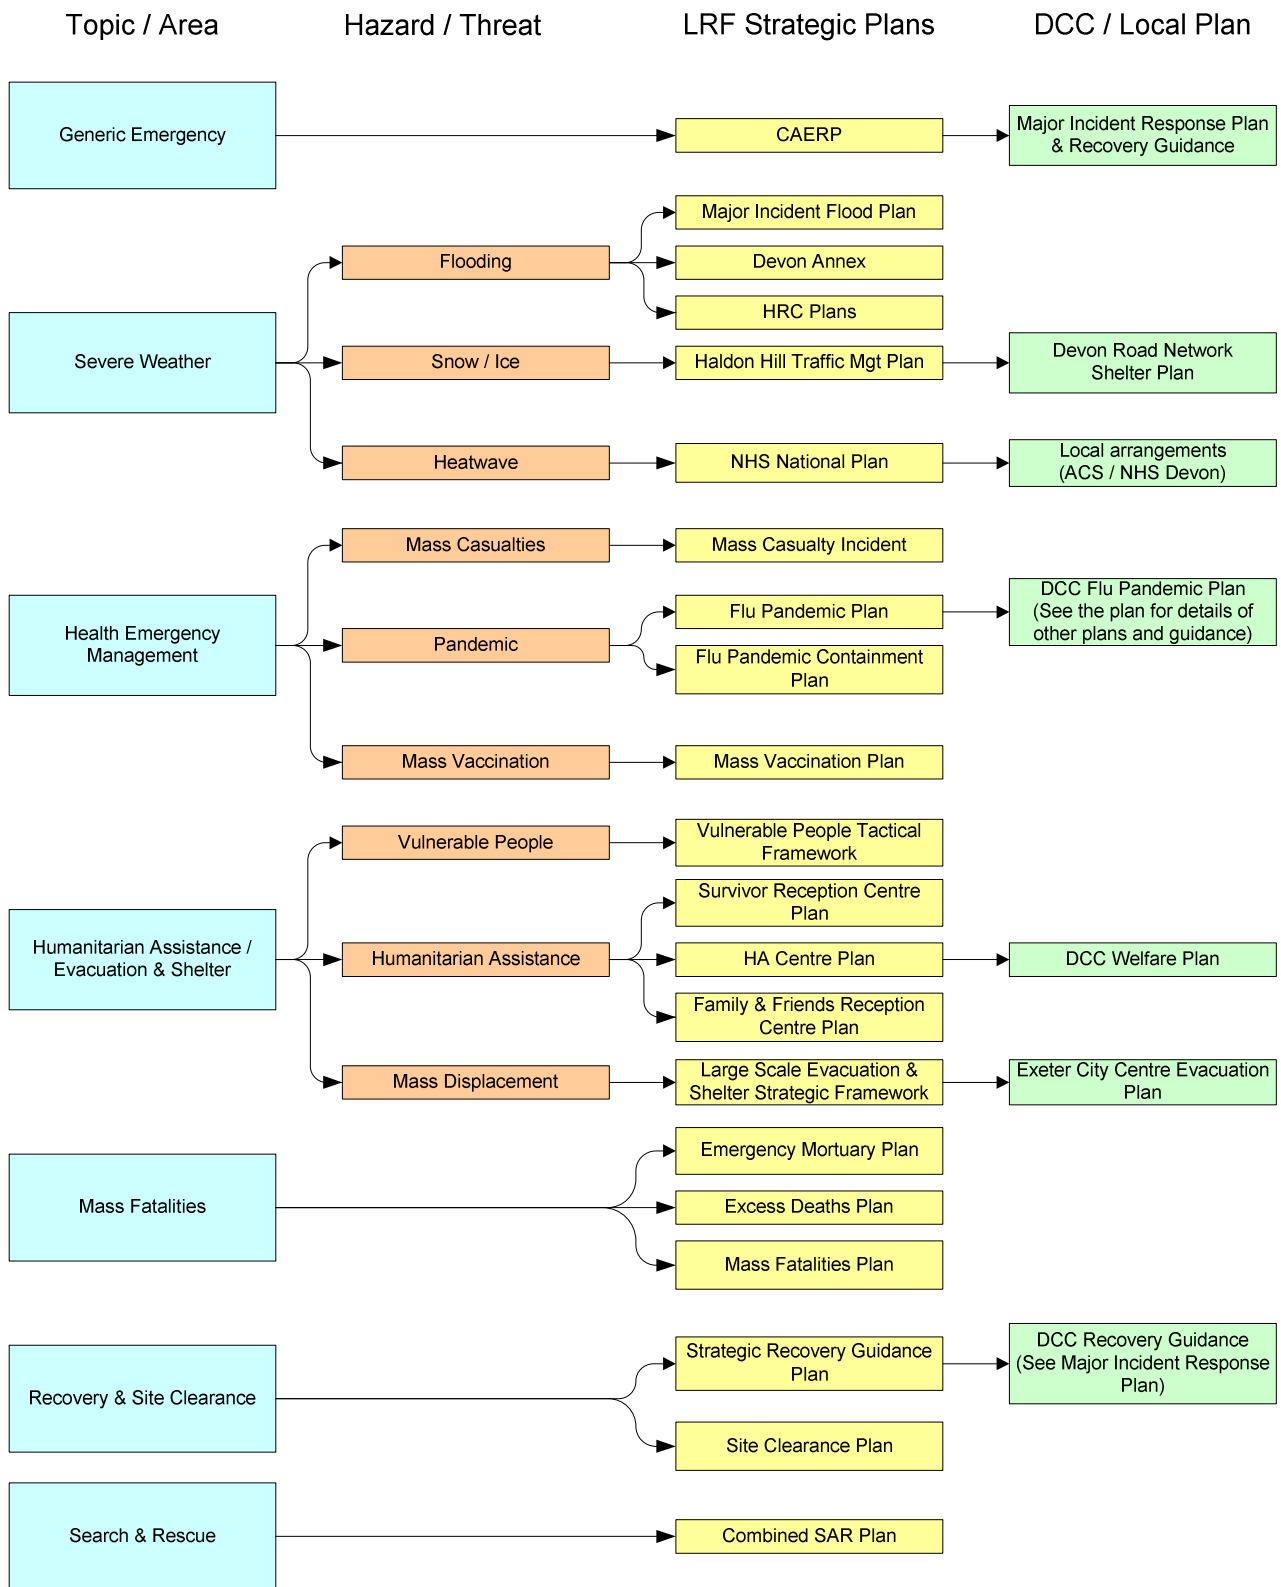 Topic / Area
Hazard / Threat
LRF Strategic Plans
DCC / Local Plan
Generic Emergency
CAERP
Major Incident Response Plan
& Recovery Guidance
Severe Weather
Flooding
Major Incident Flood Plan
Devon Annex
HRC Plans
Snow / Ice
Haldon Hill Traffic Mgt Plan
Devon Road Network
Shelter Plan
Heatwave
NHS National Plan
Local arrangements
(ACS / NHS Devon)
Health Emergency
Management
Mass Casualties
Mass Casualty Incident
Pandemic
Flu Pandemic Plan
DCC Flu Pandemic Plan
(See the plan for details of
other plans and guidance)
Flu Pandemic Containment
Plan
Mass Vaccination
Mass Vaccination Plan
Humanitarian Assistance /
Evacuation & Shelter
Vulnerable People
Vulnerable People Tactical
Framework
Humanitarian Assistance
Survivor Reception Centre
Plan
HA Centre Plan
DCC Welfare Plan
Family & Friends Reception
Centre Plan
Mass Displacement
Large Scale Evacuation &
Shelter Strategic Framework
Exeter City Centre Evacuation
Plan
Mass Fatalities
Emergency Mortuary Plan
Excess Deaths Plan
Mass Fatalities Plan
Recovery & Site Clearance
Strategic Recovery Guidance
Plan
DCC Recovery Guidance
(See Major Incident Response
Plan)
Site Clearance Plan
Search & Rescue
Combined SAR Plan